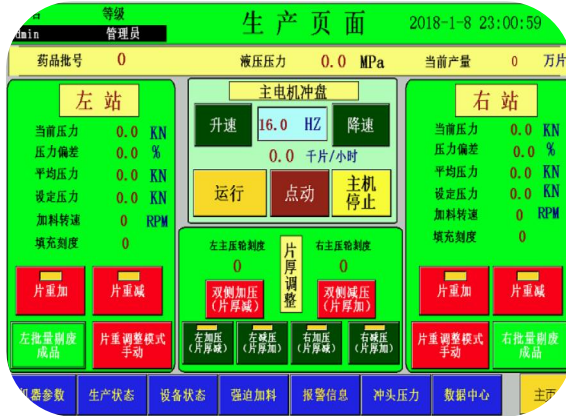 等级
dmin 管理员
生产页面
2018-1-8 23:00:59
药品批号 0 液压压力 0.0 MPa 当前产量 0 万片
左站
当前压力 0.0 KN
压力偏差 0.0 %
平均压力 0.0 KN
设定压力 0.0 KN
加料转速 0 RPM
填充刻度 0
片重加 片重减
左批量剔废
成品
片重调整模式
手动
主电机冲盘
升速 16.0 HZ 降速
0.0 千片/小时
运行 点动 主机
停止
左主压轮刻度 片厚调整 右主压轮刻度
0 0
双侧加压
(片厚减)
双侧减压
(片厚加)
左加压
(片厚减)
左减压
(片厚加)
右加压
(片厚减)
右减压
(片厚加)
右站
当前压力 0.0 KN
压力偏差 0.0 %
平均压力 0.0 KN
设定压力 0.0 KN
加料转速 0 RPM
填充刻度 0
片重加 片重减
片重调整模式
手动
右批量剔废
成品
器参数 生产状态 设备状态 强迫加料 报警信息 冲头压力 数据中心 主页